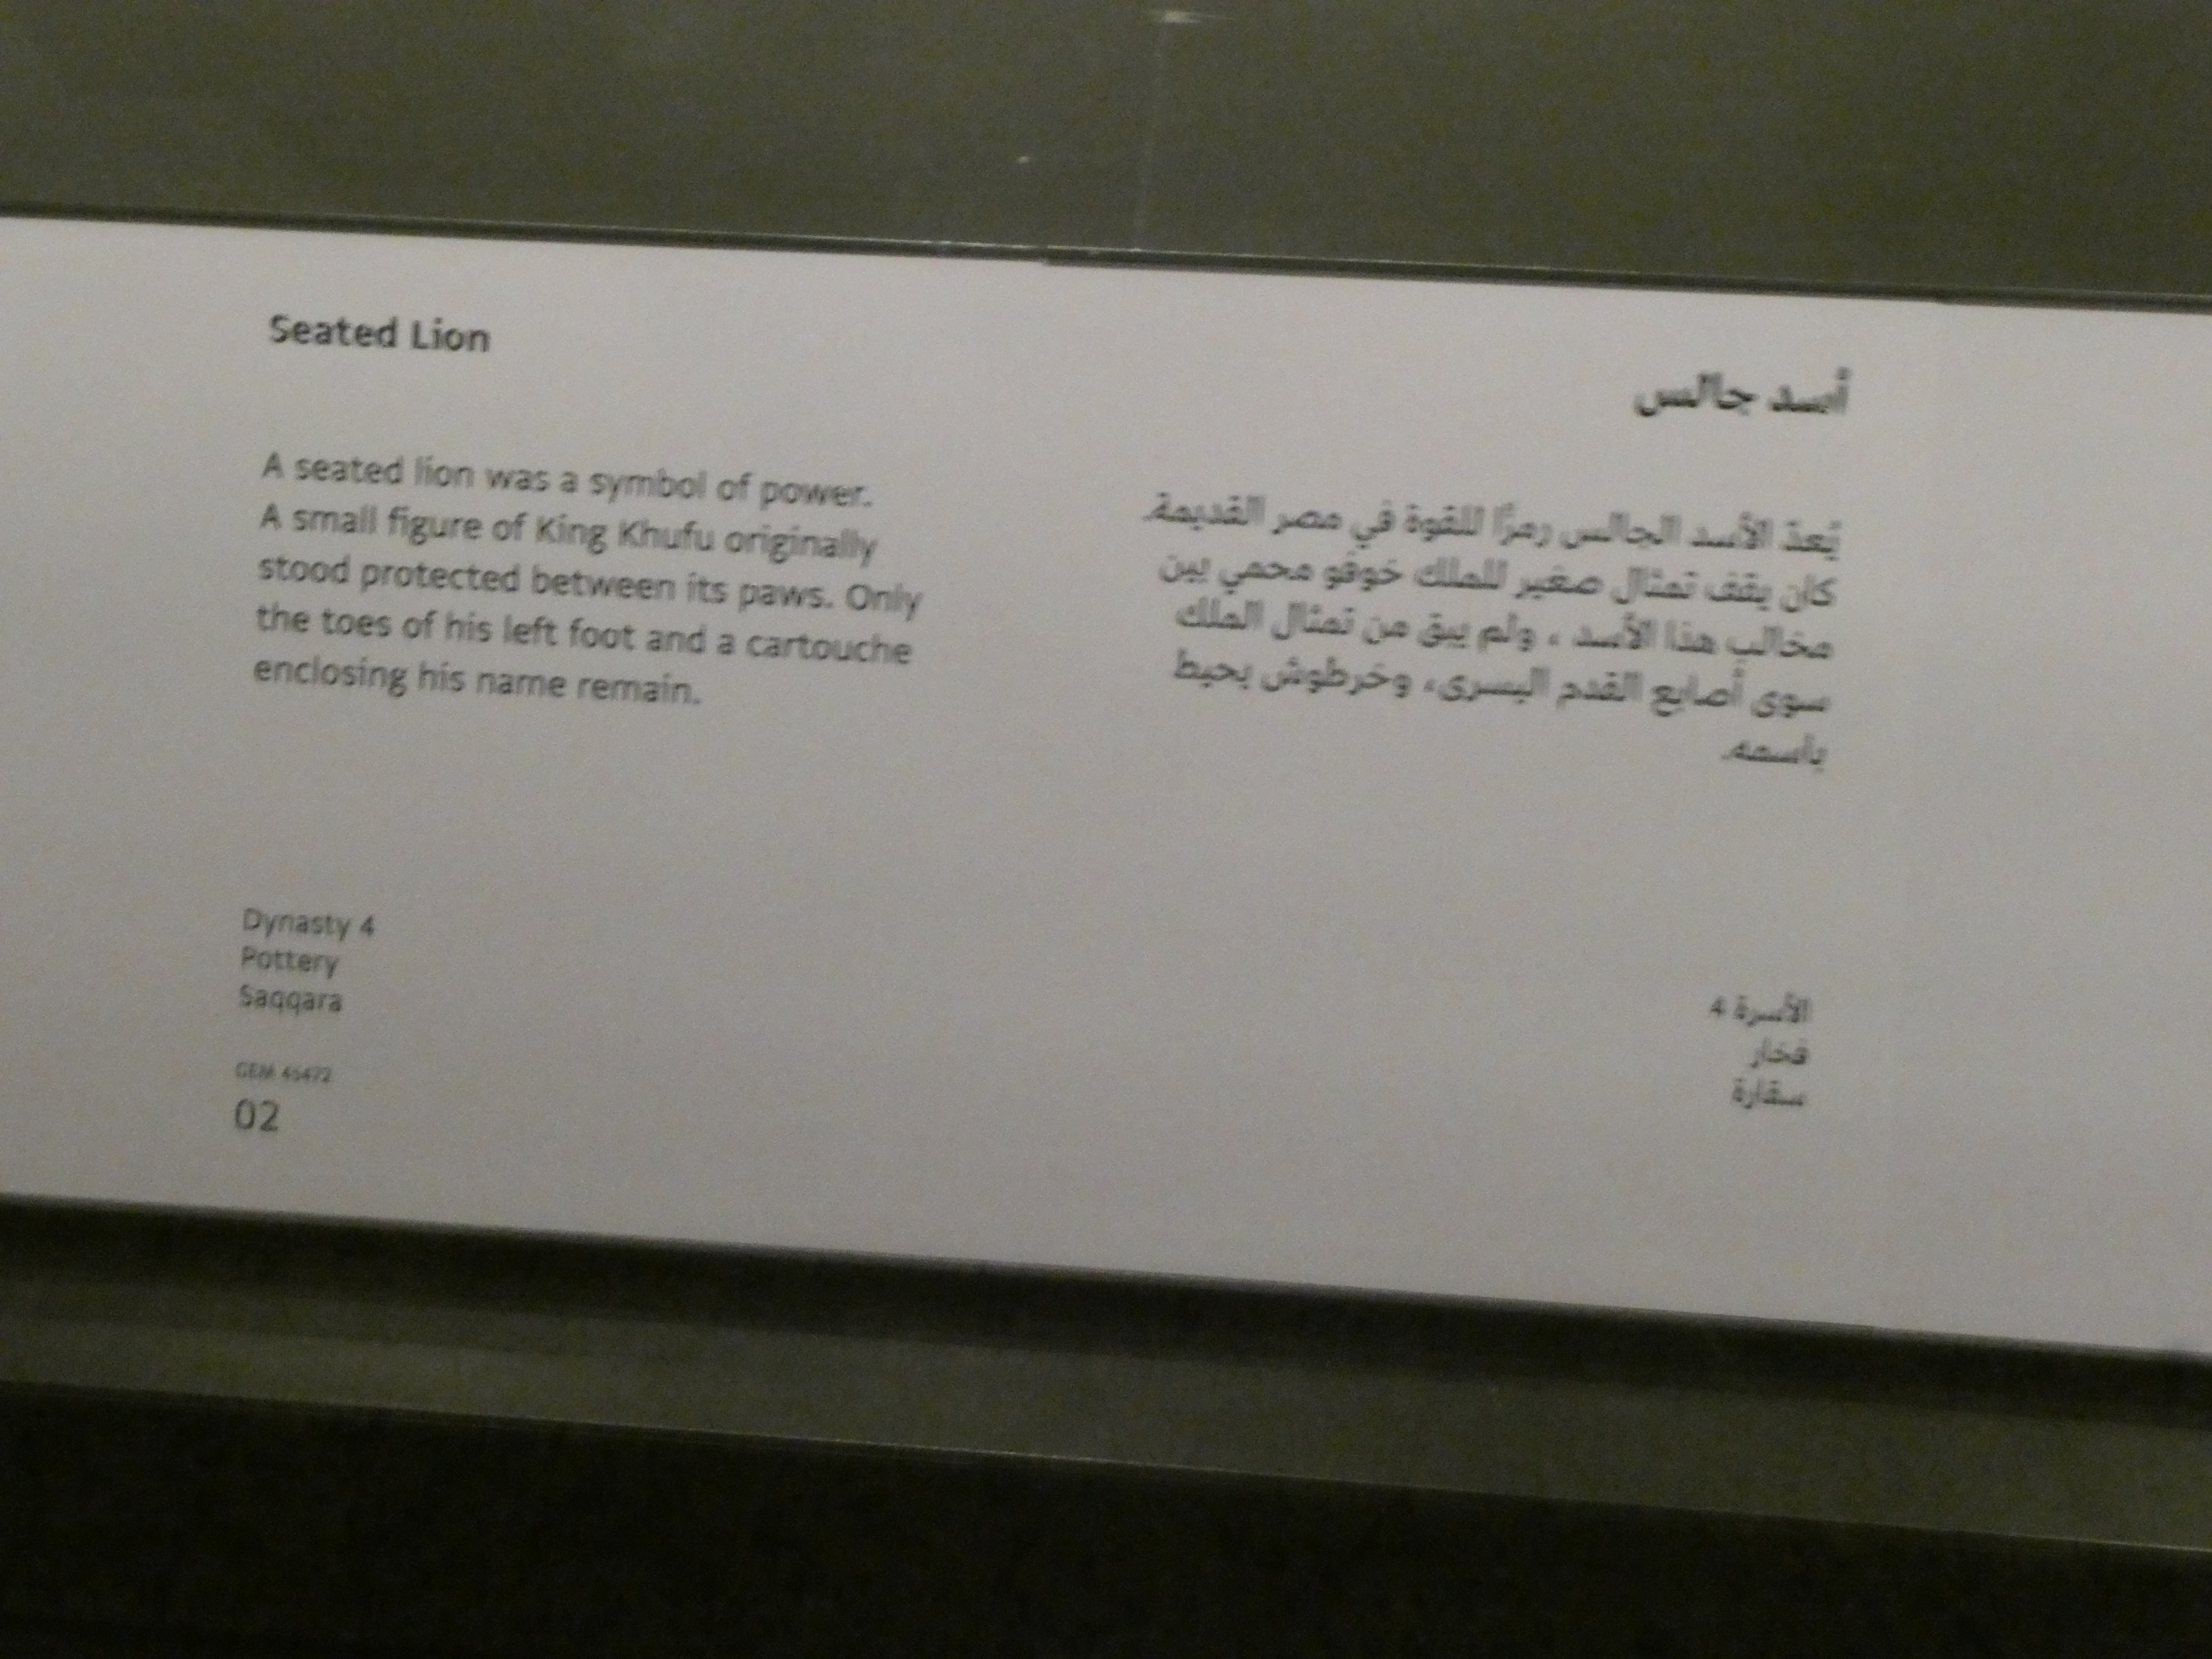 Seated Lion
A seated lion was a symbol of power.
A small figure of King Khufu originally
stood protected between its paws. Only
the toes of his left foot and a cartouche
enclosing his name remain.
Dynasty 4
Pottery
Saqqara
GEM
02
أسد جالس
يُعدّ الأسد الجالس رمزًا للقوة في مصر القديمة.
كان يقف تمثال صغير للملك خوفو محمي بين
مخالب هذا الأسد ، ولم يبق من تمثال الملك
سوى أصابع القدم اليسرى، وخرطوش يحيط
بأسمه.
الأسرة 4
فخار
سقارة